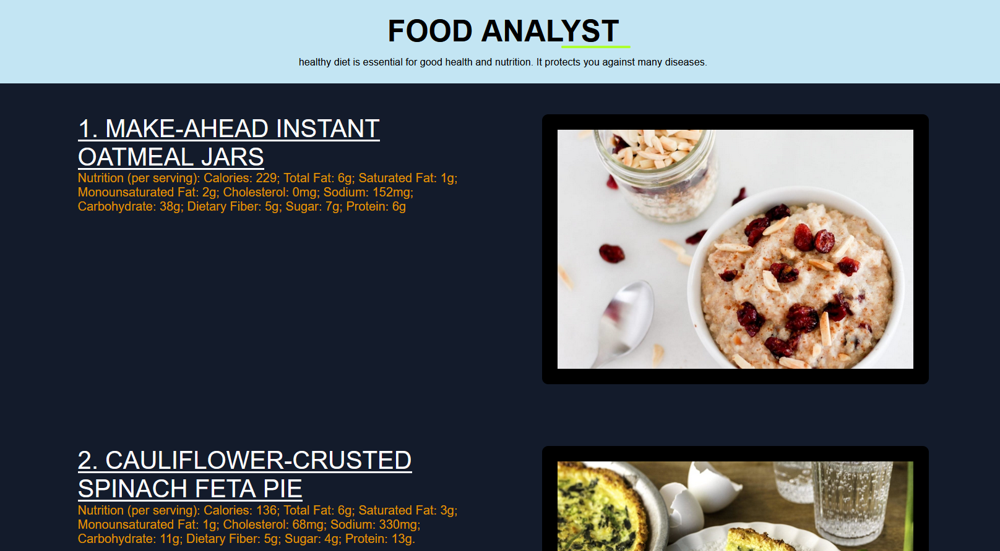 FOOD ANALYST
healthy diet is essential for good health and nutrition. It protects you against many diseases.
1. MAKE-AHEAD INSTANT
OATMEAL JARS
Nutrition (per serving): Calories: 229; Total Fat: 6g; Saturated Fat: 1g;
Monounsaturated Fat: 2g; Cholesterol: 0mg; Sodium: 152mg;
Carbohydrate: 38g; Dietary Fiber: 5g; Sugar: 7g; Protein: 6g
2. CAULIFLOWER-CRUSTED
SPINACH FETA PIE
Nutrition (per serving): Calories: 136; Total Fat: 6g; Saturated Fat: 3g;
Monounsaturated Fat: 1g; Cholesterol: 68mg; Sodium: 330mg;
Carbohydrate: 11g; Dietary Fiber: 5g; Sugar: 4g; Protein: 13g.